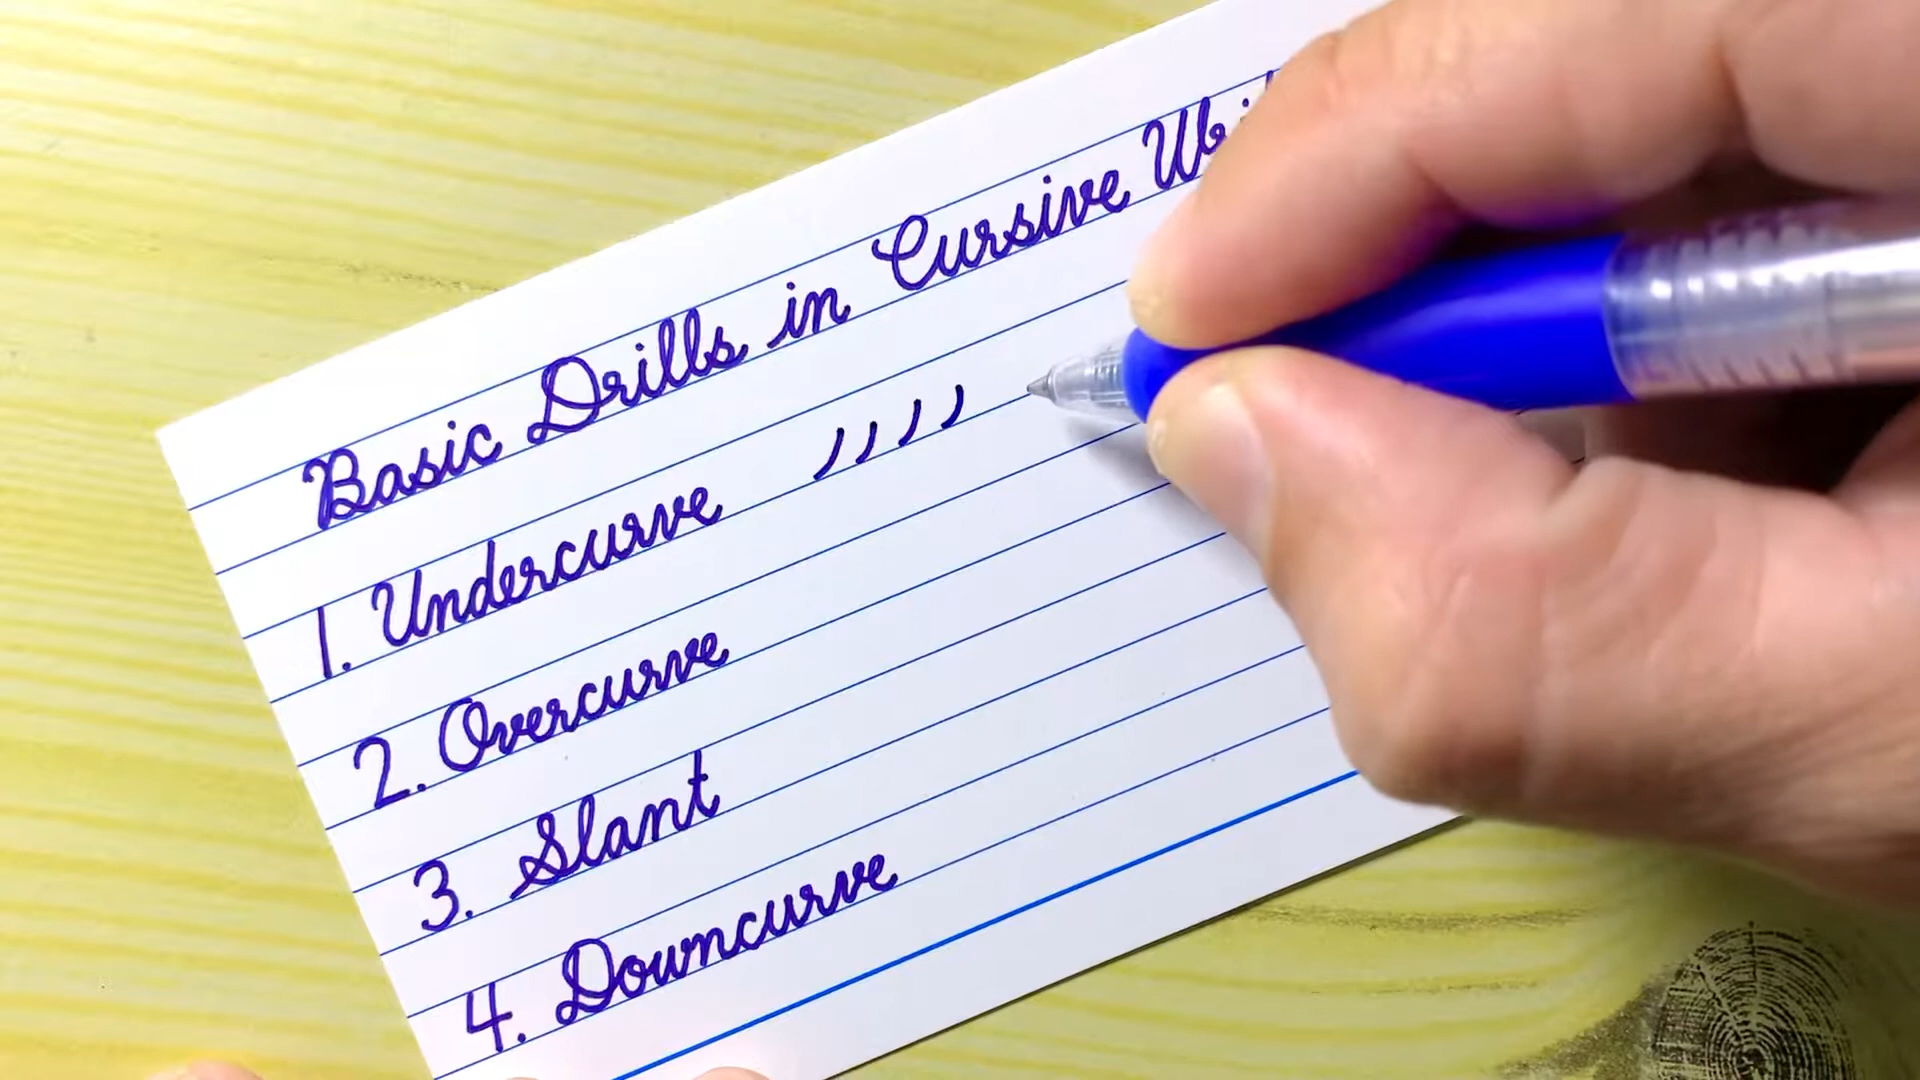 Basic Drills in Cursive
1. Undercurve
2. Overcurve
3. Slant
4. Downcurve